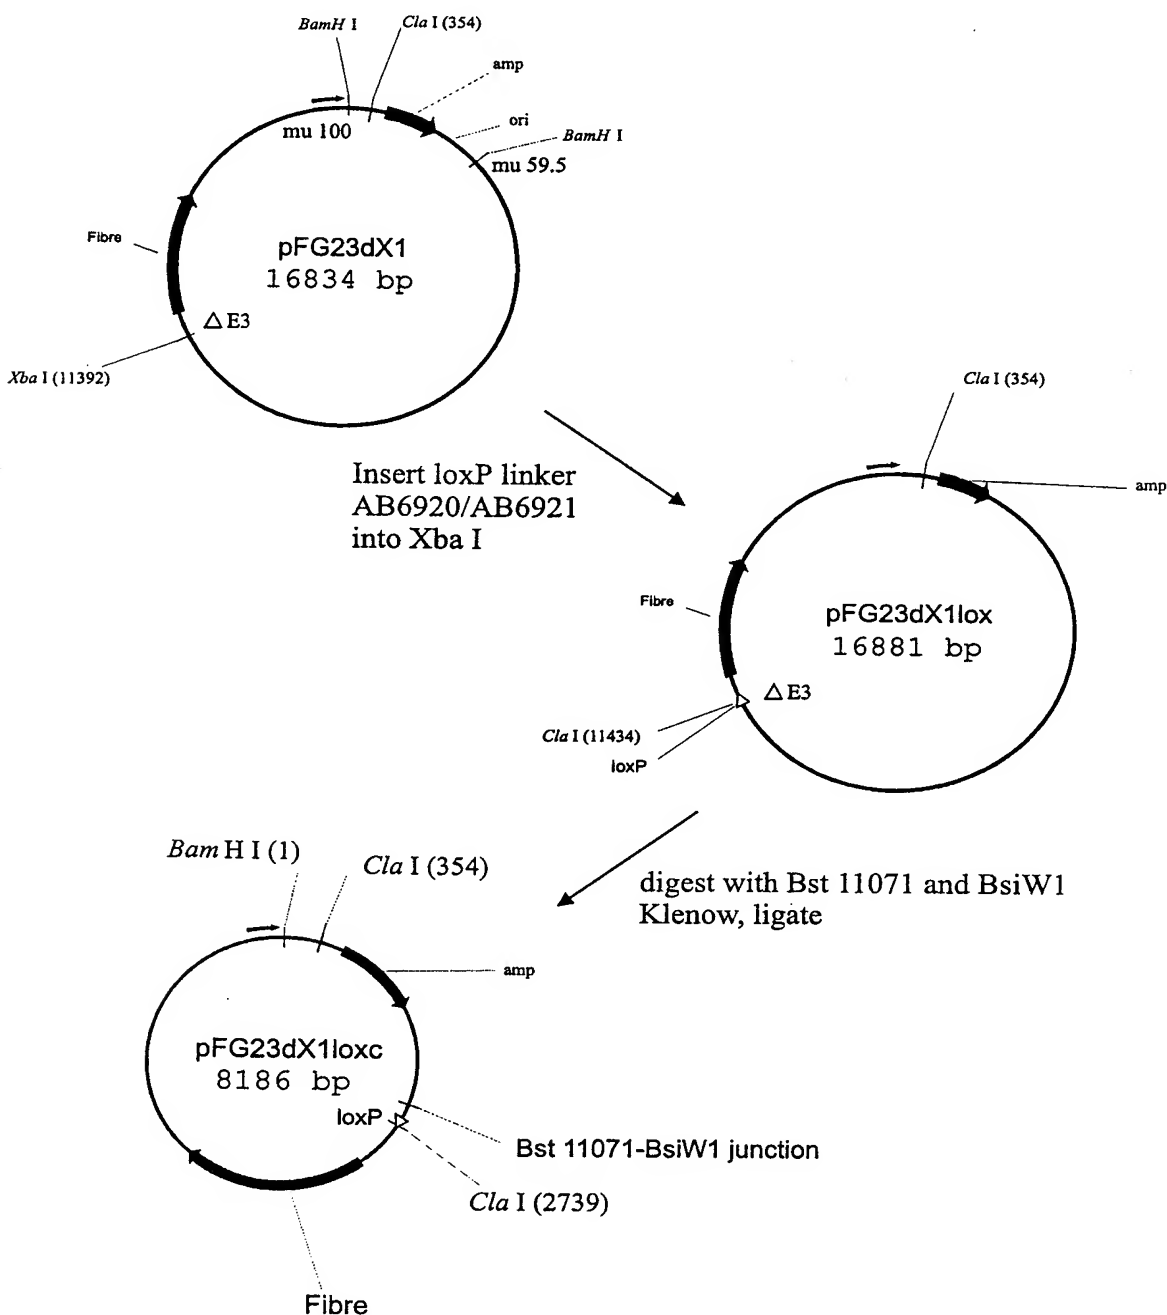 BamH I
Cla I (354)
amp
ori
BamH I
mu 100
mu 59.5
Fibre
pFG23dX1
16834 bp
△ E3
Xba I (11392)
Insert loxP linker
AB6920/AB6921
into Xba I
Cla I (354)
amp
Fibre
pFG23dX1lox
16881 bp
△ E3
Cla I (11434)
loxP
digest with Bst 11071 and BsiW1
Klenow, ligate
Bam H I (1)
Cla I (354)
amp
pFG23dX1loxc
8186 bp
loxP
Bst 11071-BsiW1 junction
Cla I (2739)
Fibre